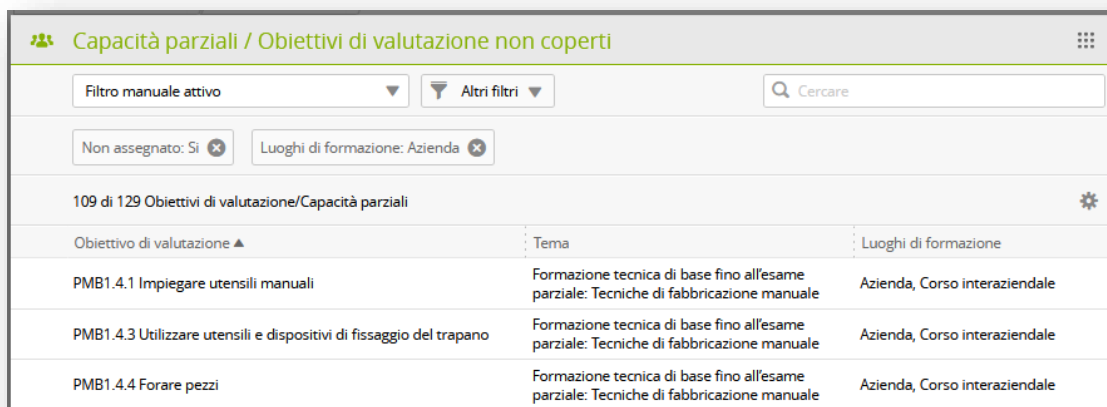 Capacità parziali / Obiettivi di valutazione non coperti
Filtro manuale attivo
Altri filtri
Cercare
Non assegnato: Si
Luoghi di formazione: Azienda
109 di 129 Obiettivi di valutazione/Capacità parziali
Obiettivo di valutazione
Tema
Luoghi di formazione
PMB1.4.1 Impiegare utensili manuali
Formazione tecnica di base fino all'esame
parziale: Tecniche di fabbricazione manuale
Azienda, Corso interaziendale
PMB1.4.3 Utilizzare utensili e dispositivi di fissaggio del trapano
Formazione tecnica di base fino all'esame
parziale: Tecniche di fabbricazione manuale
Azienda, Corso interaziendale
PMB1.4.4 Forare pezzi
Formazione tecnica di base fino all'esame
parziale: Tecniche di fabbricazione manuale
Azienda, Corso interaziendale